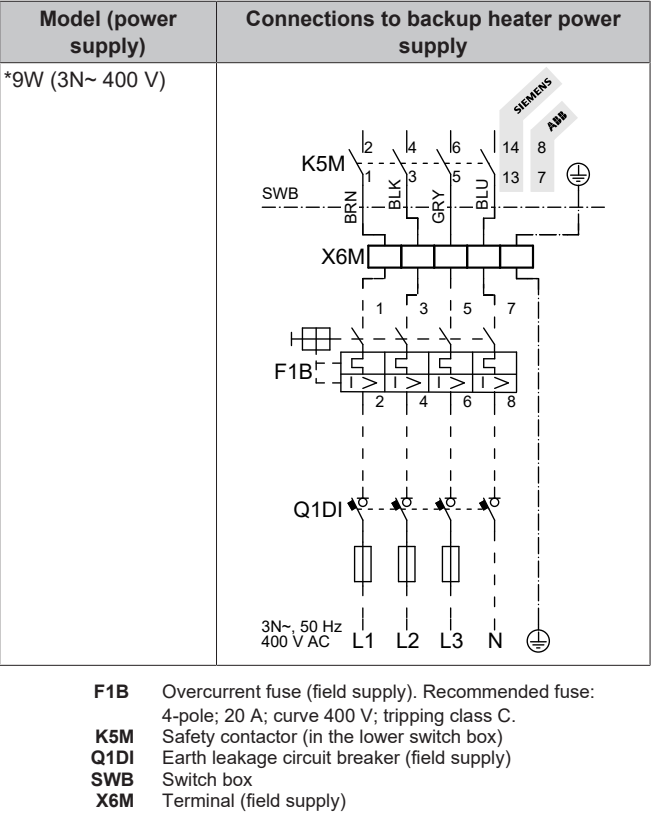 Model (power supply)
Connections to backup heater power supply
*9W (3N~ 400 V)
SIEMENS
ABB
2 4 6 14 8
K5M
1 3 5 13 7
SWB
BRN BLK GRY BLU
X6M
1 3 5 7
F1B
I > I > I > I >
2 4 6 8
Q1DI
3N~, 50 Hz
400 V AC L1 L2 L3 N
F1B Overcurrent fuse (field supply). Recommended fuse:
4-pole; 20 A; curve 400 V; tripping class C.
K5M Safety contactor (in the lower switch box)
Q1DI Earth leakage circuit breaker (field supply)
SWB Switch box
X6M Terminal (field supply)